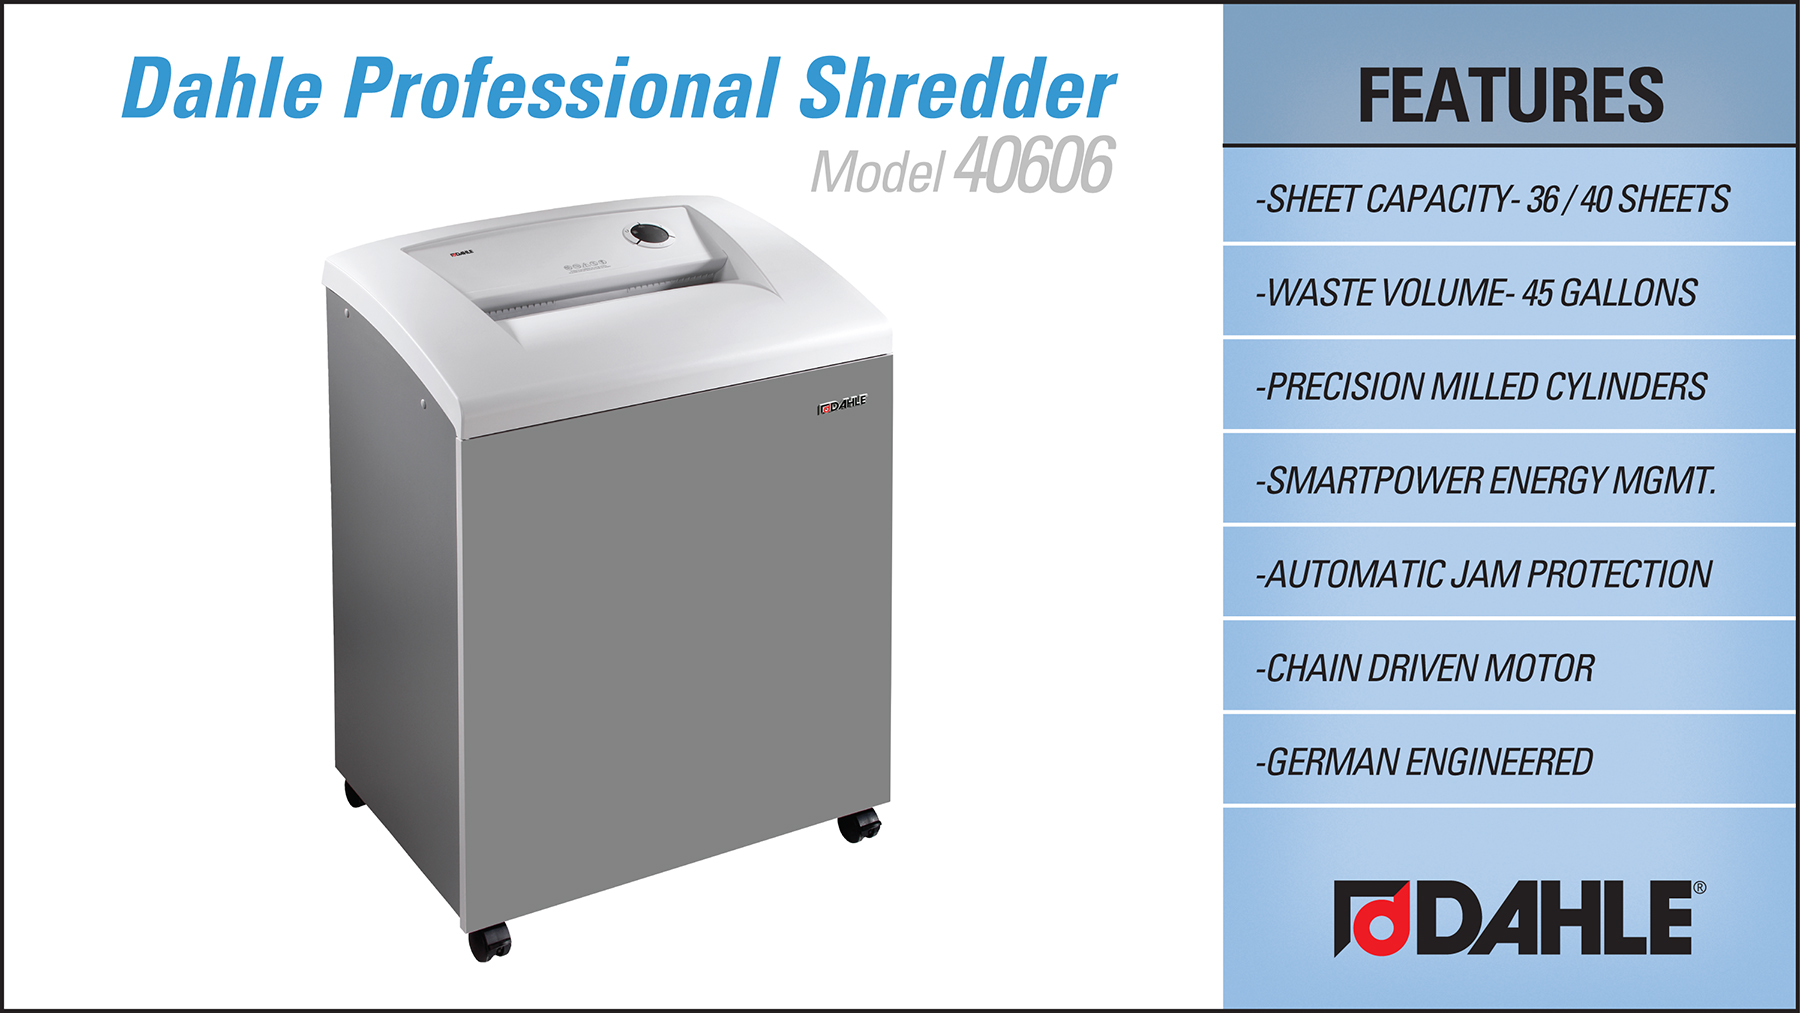 Dahle Professional Shredder
Model 40606
DAHLE
DAHLE
FEATURES
-SHEET CAPACITY- 36 / 40 SHEETS
-WASTE VOLUME- 45 GALLONS
-PRECISION MILLED CYLINDERS
-SMARTPOWER ENERGY MGMT.
-AUTOMATIC JAM PROTECTION
-CHAIN DRIVEN MOTOR
-GERMAN ENGINEERED
DAHLE®